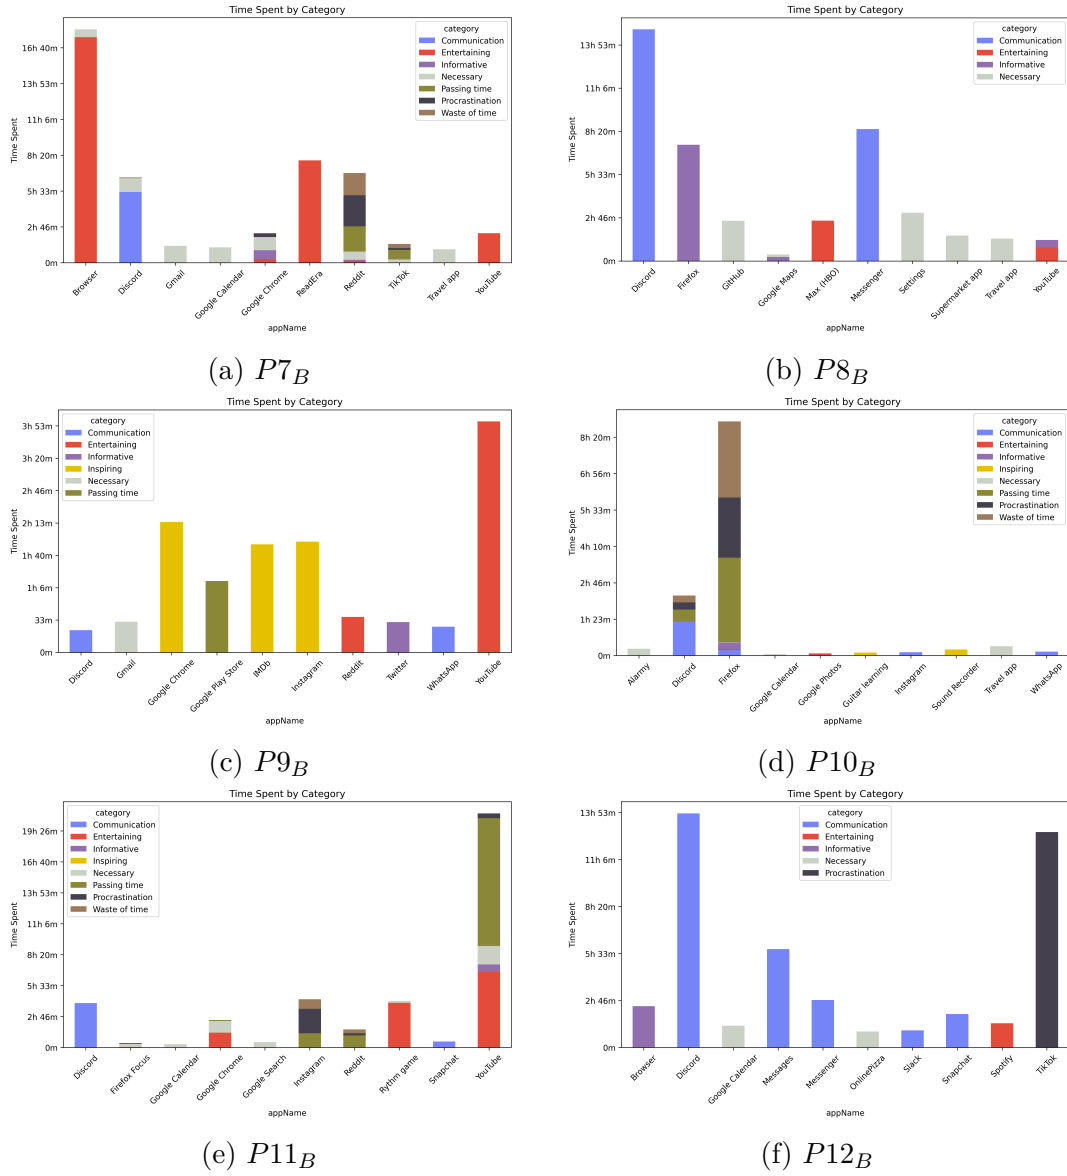 Time Spent by Category
Time Spent
16h 40m
13h 53m
11h 6m
8h 20m
5h 33m
2h 46m
0m
category
Communication
Entertaining
Informative
Necessary
Passing time
Procrastination
Waste of time
Browser
Discord
Gmail
Google Calendar
Google Chrome
ReadEra
Reddit
TikTok
Travel app
YouTube
appName
(a) P7B
Time Spent by Category
Time Spent
13h 53m
11h 6m
8h 20m
5h 33m
2h 46m
0m
category
Communication
Entertaining
Informative
Necessary
Discord
Firefox
GitHub
Google Maps
Max (HBO)
Messenger
Settings
Supermarket app
Travel app
YouTube
appName
(b) P8B
Time Spent by Category
Time Spent
3h 53m
3h 20m
2h 46m
2h 13m
1h 40m
1h 6m
33m
0m
category
Communication
Entertaining
Informative
Inspiring
Necessary
Passing time
Discord
Gmail
Google Chrome
Google Play Store
IMDb
Instagram
Reddit
Twitter
WhatsApp
YouTube
appName
(c) P9B
Time Spent by Category
Time Spent
8h 20m
6h 56m
5h 33m
4h 10m
2h 46m
1h 23m
0m
category
Communication
Entertaining
Informative
Inspiring
Necessary
Passing time
Procrastination
Waste of time
Alarmy
Discord
Firefox
Google Calendar
Google Photos
Guitar learning
Instagram
Sound Recorder
Travel app
WhatsApp
appName
(d) P10B
Time Spent by Category
Time Spent
19h 26m
16h 40m
13h 53m
11h 6m
8h 20m
5h 33m
2h 46m
0m
category
Communication
Entertaining
Informative
Inspiring
Necessary
Passing time
Procrastination
Waste of time
Discord
Firefox Focus
Google Calendar
Google Chrome
Google Search
Instagram
Reddit
Rythm game
Snapchat
YouTube
appName
(e) P11B
Time Spent by Category
Time Spent
13h 53m
11h 6m
8h 20m
5h 33m
2h 46m
0m
category
Communication
Entertaining
Informative
Necessary
Procrastination
Browser
Discord
Google Calendar
Messages
Messenger
OnlinePizza
Slack
Snapchat
Spotify
TikTok
appName
(f) P12B